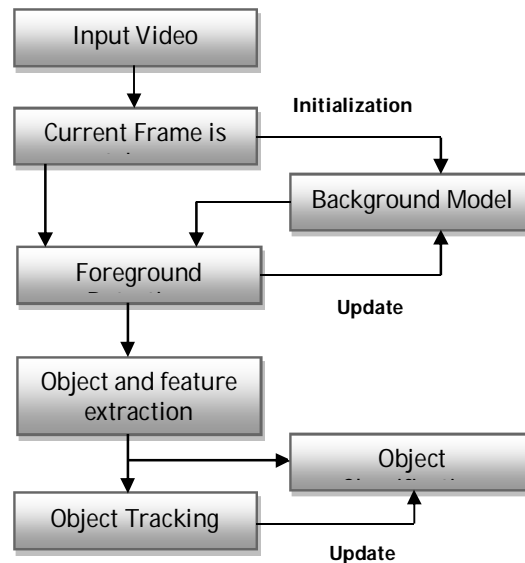 Input Video
Initialization
Current Frame is
Background Model
Foreground
Update
Object and feature
extraction
Object
Object Tracking
Update